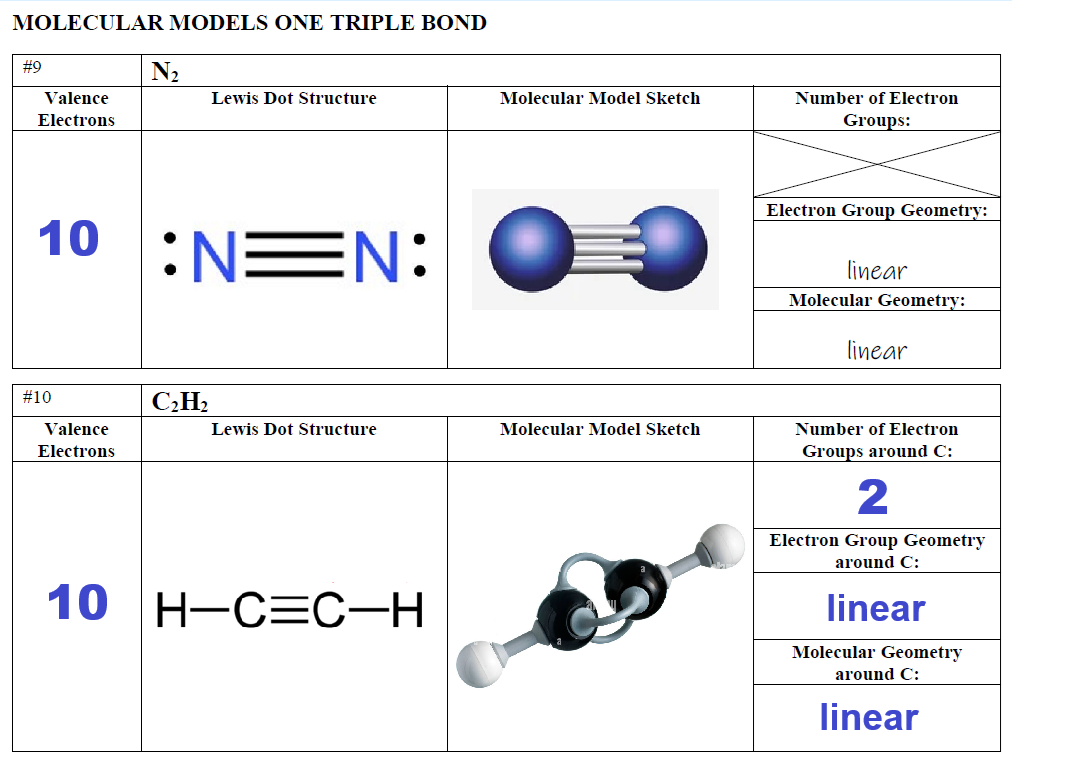 MOLECULAR MODELS ONE TRIPLE BOND
#9
N₂
Valence
Electrons
Lewis Dot Structure
Molecular Model Sketch
Number of Electron
Groups:
10
:N≡N:
Electron Group Geometry:
linear
Molecular Geometry:
linear
#10
C₂H₂
Valence
Electrons
Lewis Dot Structure
Molecular Model Sketch
Number of Electron
Groups around C:
10
H—C≡C—H
2
Electron Group Geometry
around C:
linear
Molecular Geometry
around C:
linear